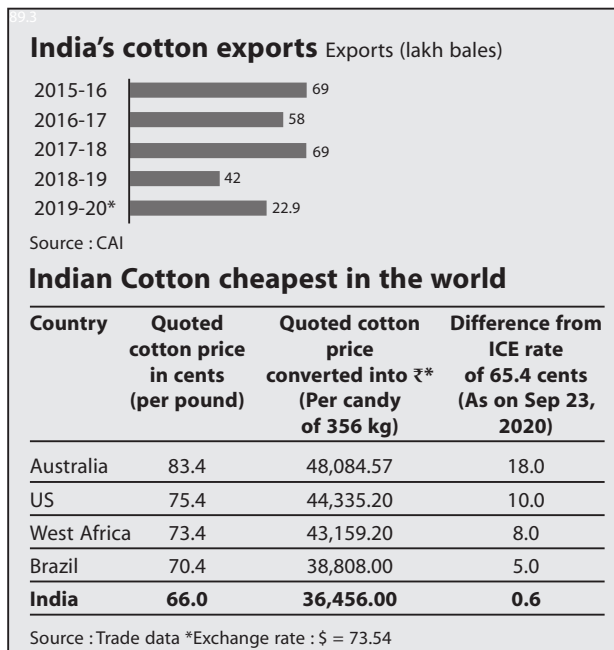 89.3
India's cotton exports Exports (lakh bales)
2015-16 69
2016-17 58
2017-18 69
2018-19 42
2019-20* 22.9
Source : CAI
Indian Cotton cheapest in the world
Country Quoted Quoted cotton Difference from
cotton price price ICE rate
in cents converted into ₹* of 65.4 cents
(per pound) (Per candy (As on Sep 23,
of 356 kg) 2020)
Australia 83.4 48,084.57 18.0
US 75.4 44,335.20 10.0
West Africa 73.4 43,159.20 8.0
Brazil 70.4 38,808.00 5.0
India 66.0 36,456.00 0.6
Source : Trade data *Exchange rate : $ = 73.54